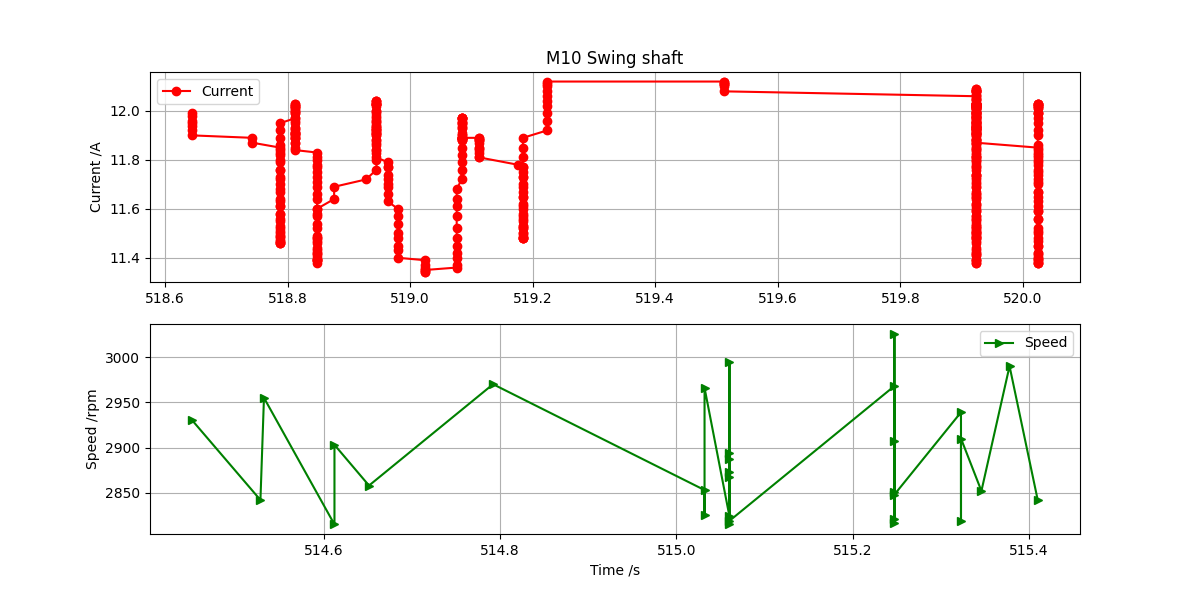 M10 Swing shaft
Current
Current /A
12.0
11.8
11.6
11.4
518.6 518.8 519.0 519.2 519.4 519.6 519.8 520.0
Speed
Speed /rpm
3000
2950
2900
2850
514.6 514.8 515.0 515.2 515.4
Time /s